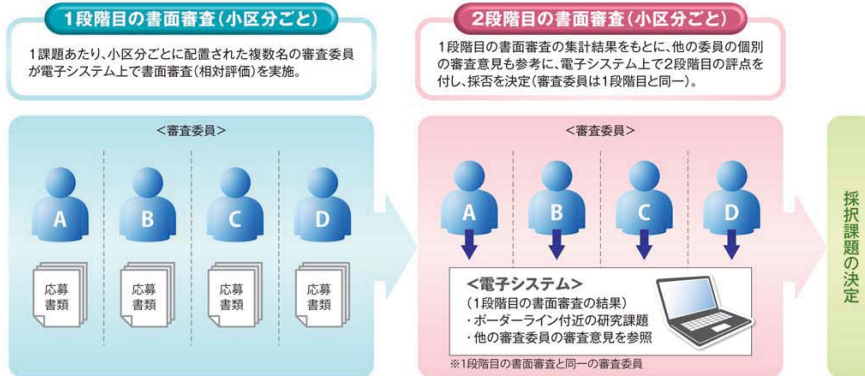 1段階目の書面審査(小区分ごと)
1課題あたり、小区分ごとに配置された複数名の審査委員
が電子システム上で書面審査(相対評価)を実施。
<審査委員>
A
B
C
D
応募
書類
応募
書類
応募
書類
応募
書類
2段階目の書面審査(小区分ごと)
1段階目の書面審査の集計結果をもとに、他の委員の個別
の審査意見も参考に、電子システム上で2段階目の評点を
付し、採否を決定(審査委員は1段階目と同一)。
<審査委員>
A
B
C
D
<電子システム>
(1段階目の書面審査の結果)
・ボーダーライン付近の研究課題
・他の審査委員の審査意見を参照
※1段階目の書面審査と同一の審査委員
採択課題の決定